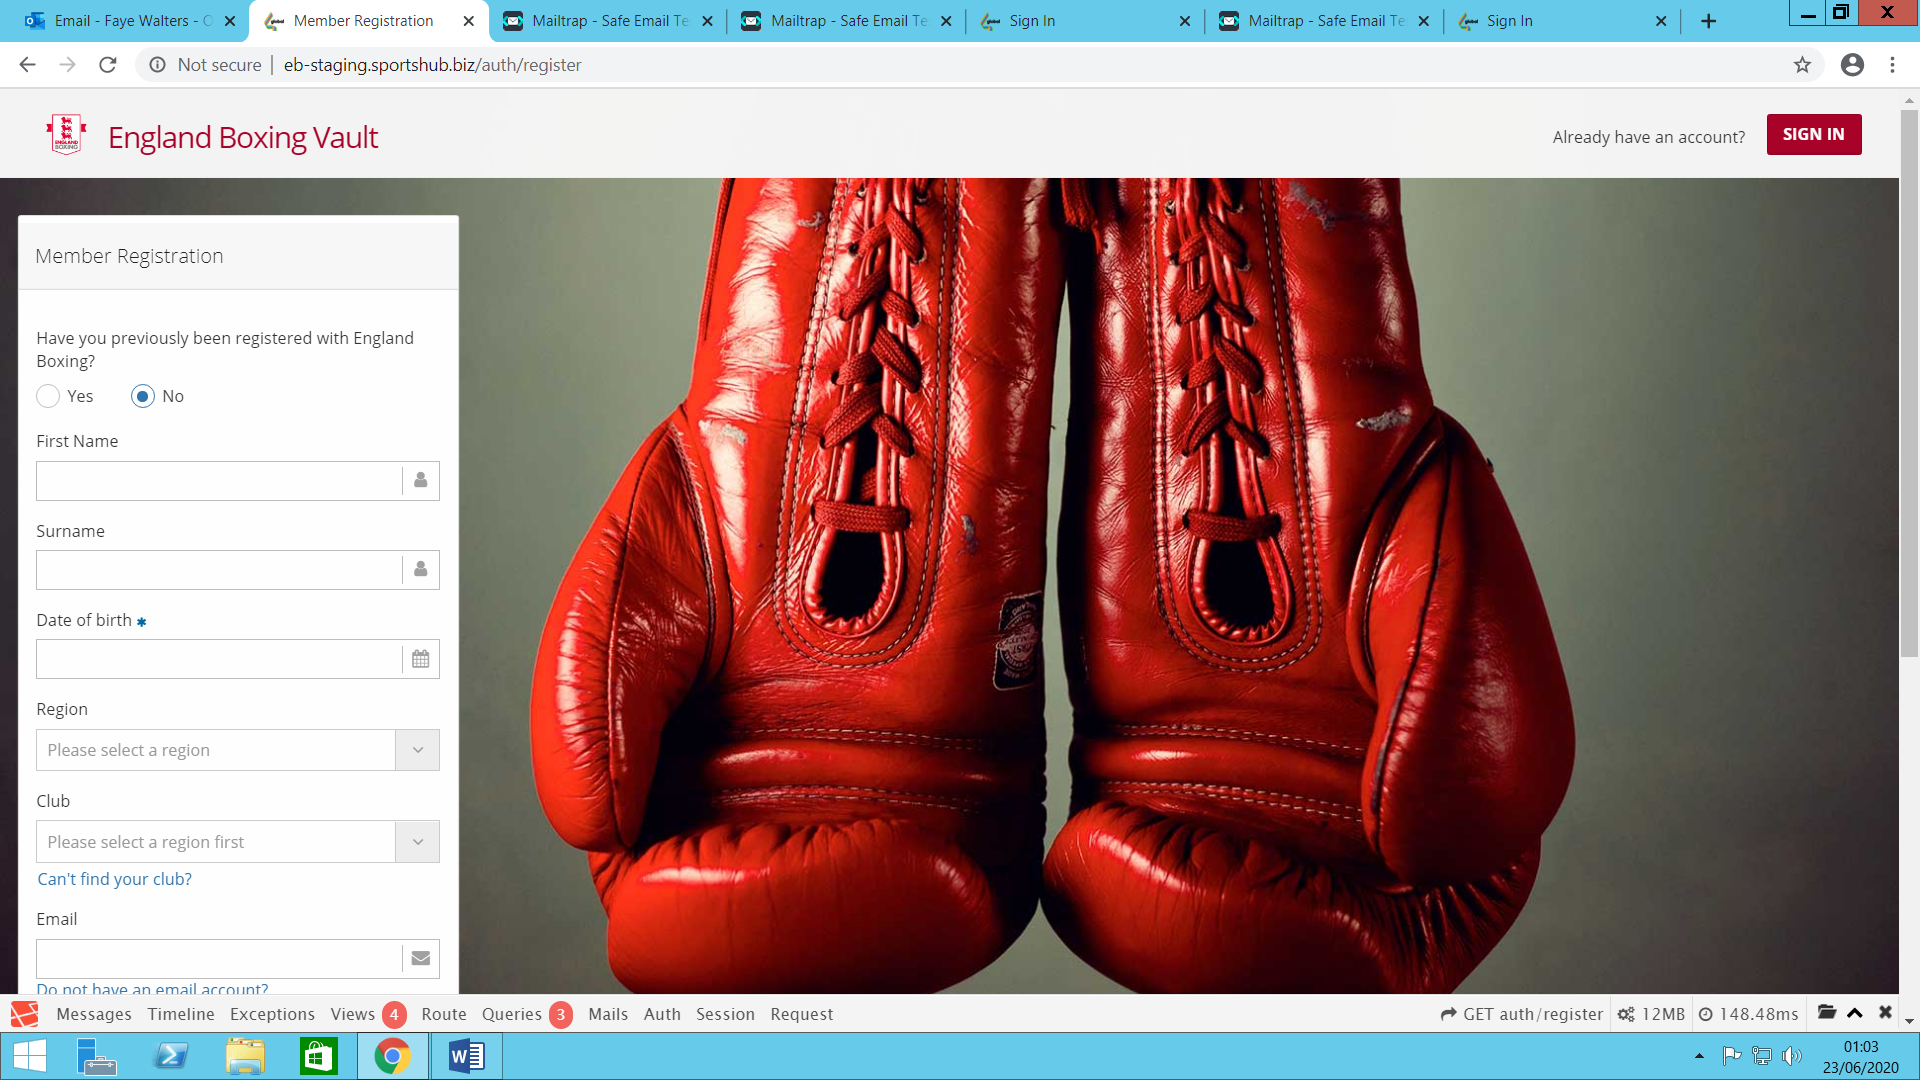 Email - Faye Walters - O
Member Registration
Mailtrap - Safe Email Te
Mailtrap - Safe Email Te
Sign In
Mailtrap - Safe Email Te
Sign In
Not secure
eb-staging.sportshub.biz/auth/register
ENGLAND
BOXING
England Boxing Vault
Already have an account?
SIGN IN
Member Registration
Have you previously been registered with England
Boxing?
Yes
No
First Name
Surname
Date of birth
Region
Please select a region
Club
Please select a region first
Can't find your club?
Email
Do not have an email account?
Messages
Timeline
Exceptions
Views 4
Route
Queries 3
Mails
Auth
Session
Request
GET auth/register
12MB
148.48ms
01:03
23/06/2020